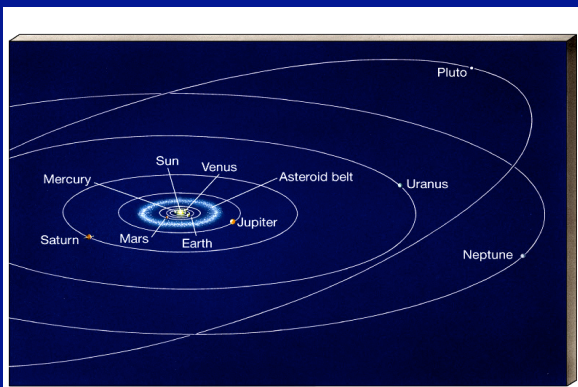 Pluto
Sun
Venus
Mercury
Asteroid belt
Uranus
Jupiter
Saturn
Mars
Earth
Neptune